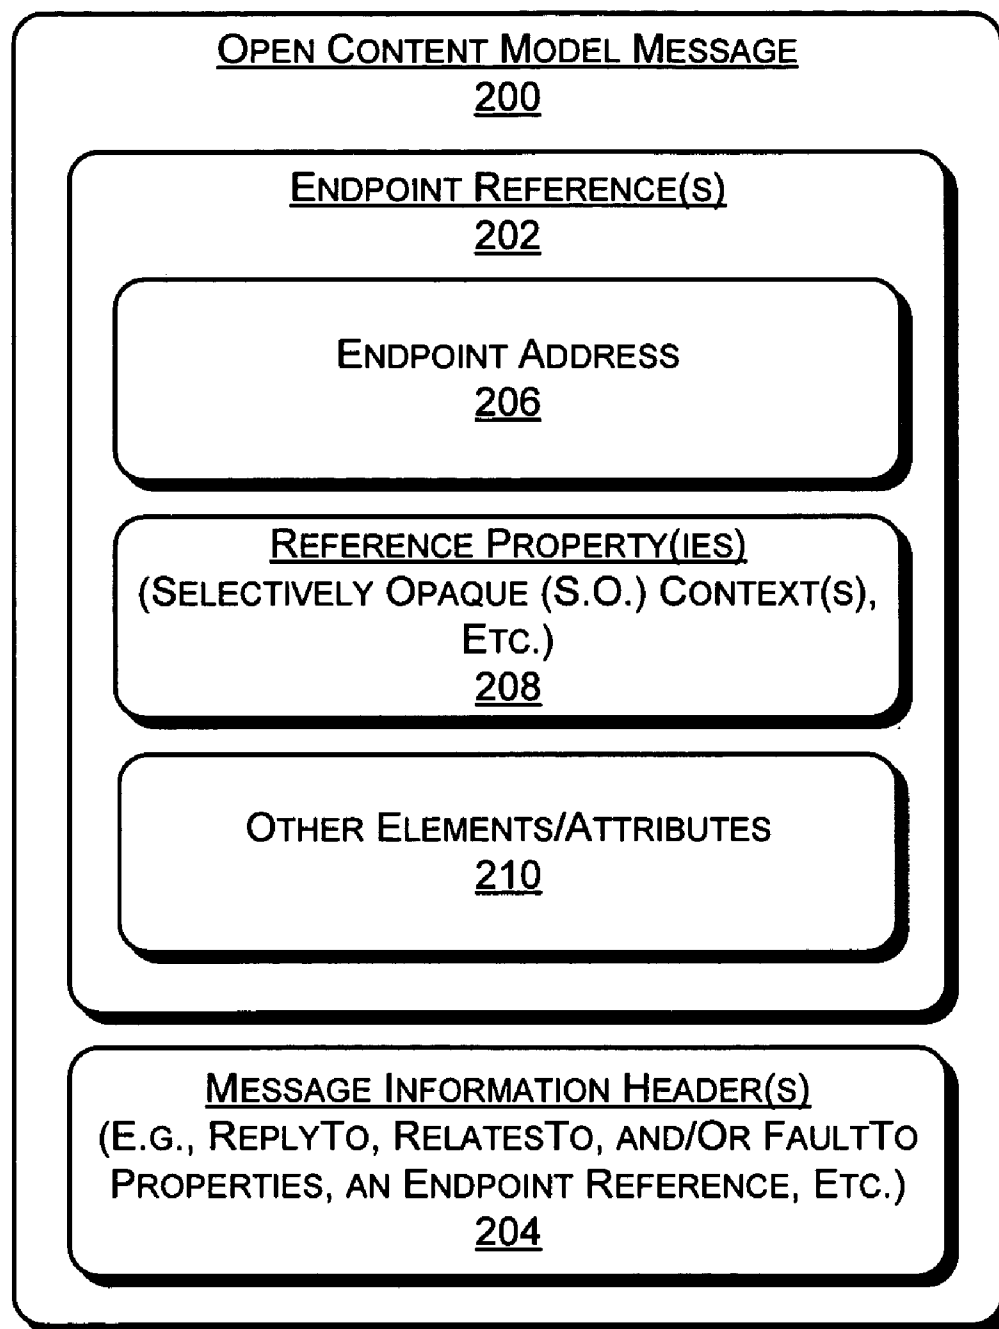 OPEN CONTENT MODEL MESSAGE
200
ENDPOINT REFERENCE(S)
202
ENDPOINT ADDRESS
206
REFERENCE PROPERTY(IES)
(SELECTIVELY OPAQUE (S.O.) CONTEXT(S),
ETC.)
208
OTHER ELEMENTS/ATTRIBUTES
210
MESSAGE INFORMATION HEADER(S)
(E.G., REPLYTO, RELATESTO, AND/OR FAULTTO
PROPERTIES, AN ENDPOINT REFERENCE, ETC.)
204